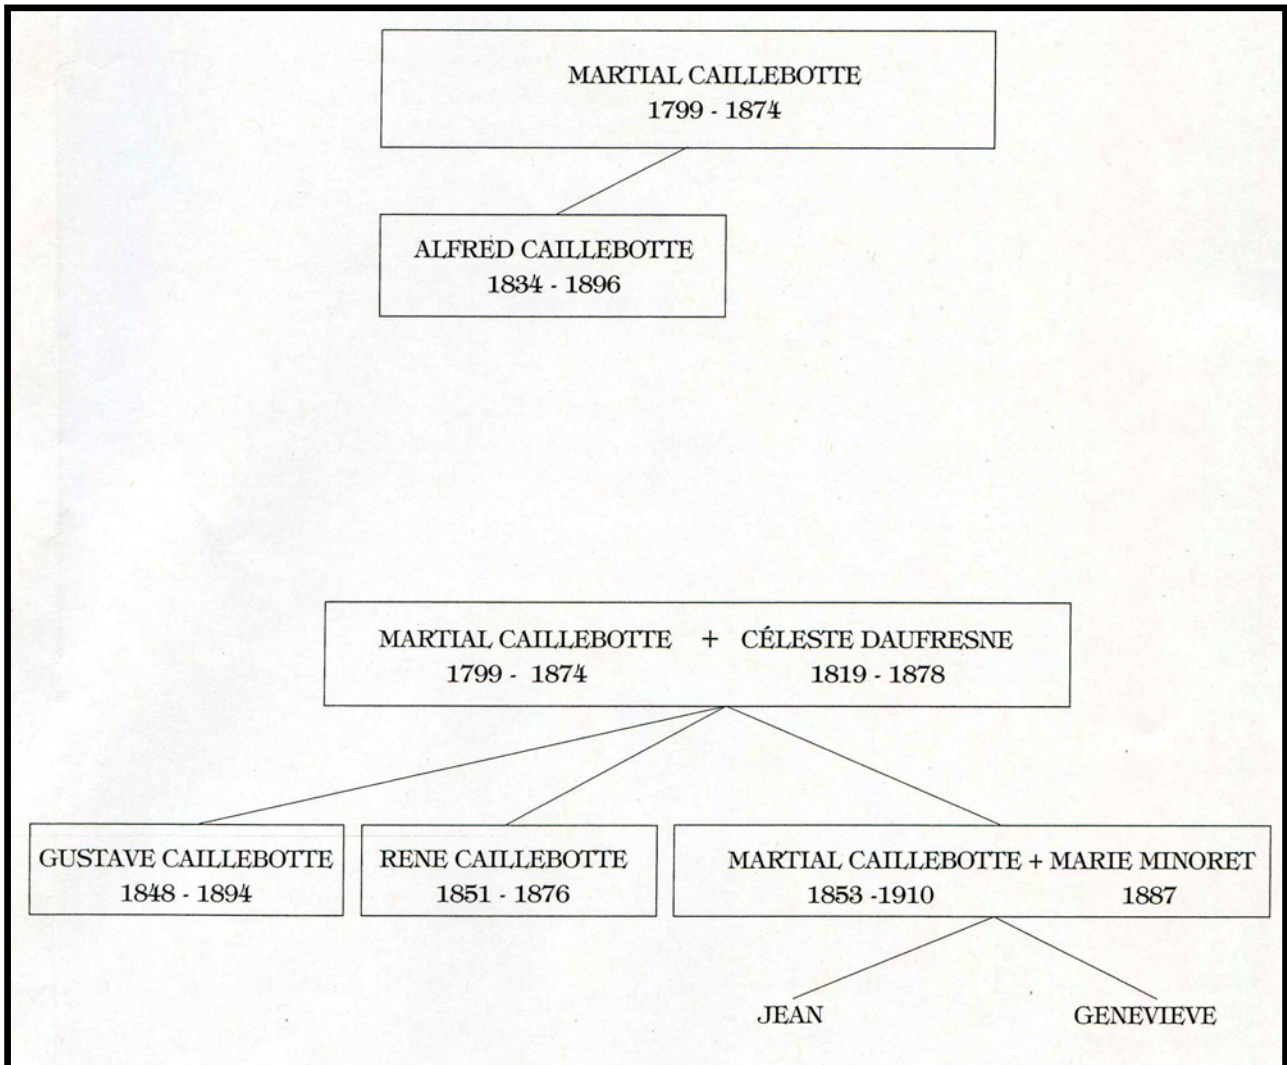 MARTIAL CAILLEBOTTE
1799 - 1874
ALFRED CAILLEBOTTE
1834 - 1896
MARTIAL CAILLEBOTTE + CÉLESTE DAUFRESNE
1799 - 1874 1819 - 1878
GUSTAVE CAILLEBOTTE
1848 - 1894
RENE CAILLEBOTTE
1851 - 1876
MARTIAL CAILLEBOTTE + MARIE MINORET
1853 -1910 1887
JEAN GENEVIEVE